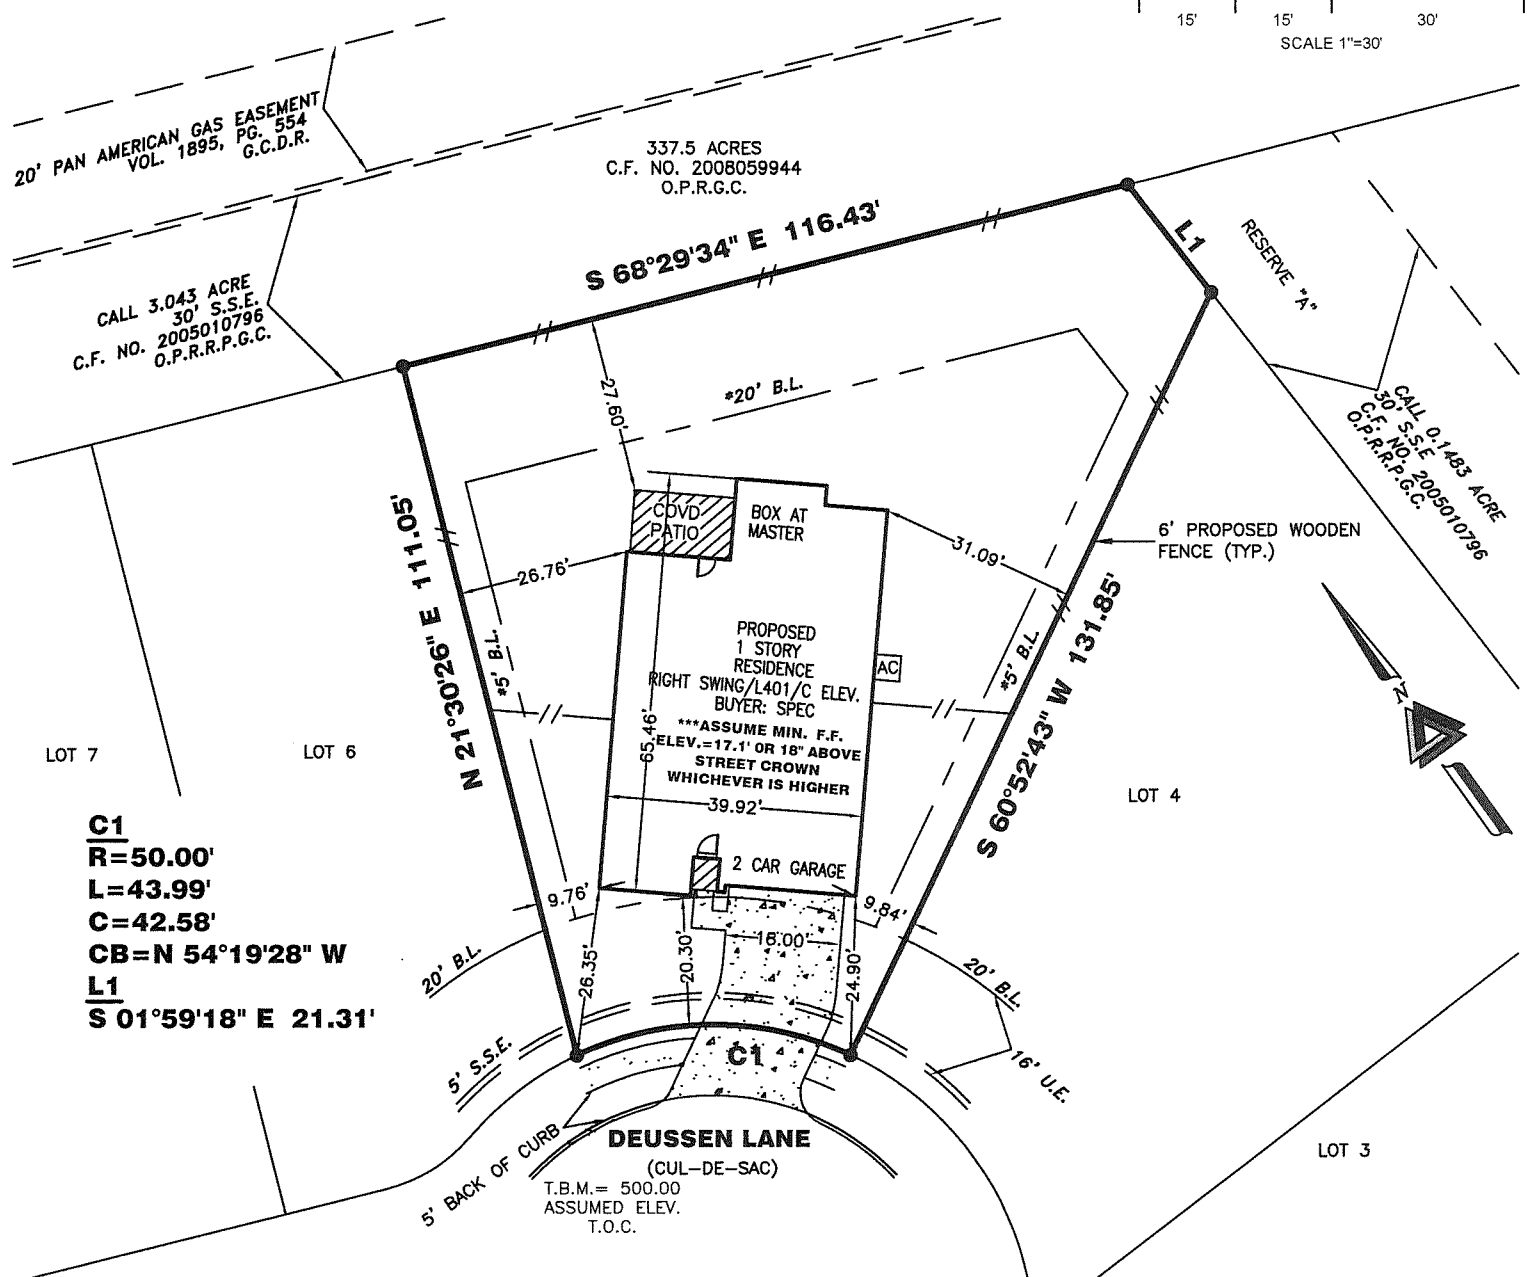 15' 15' 30'
SCALE 1"=30'
20' PAN AMERICAN GAS EASEMENT
VOL. 1895, PG. 554
G.C.D.R.
337.5 ACRES
C.F. NO. 2008059944
O.P.R.G.C.
S 68°29'34" E 116.43'
L1
RESERVE "A"
CALL 3.043 ACRE
30' S.S.E.
C.F. NO. 2005010796
O.P.R.R.P.G.C.
27.60'
*20' B.L.
CALL 0.1483 ACRE
30' S.S.E
C.F. NO. 2005010796
O.P.R.R.P.G.C.
N 21°30'26" E 111.05'
COVD
PATIO
BOX AT
MASTER
26.76'
31.09'
6' PROPOSED WOODEN
FENCE (TYP.)
*5' B.L.
PROPOSED
1 STORY
RESIDENCE
RIGHT SWING/L401/C ELEV.
BUYER: SPEC
***ASSUME MIN. F.F.
ELEV.=17.1' OR 18" ABOVE
STREET CROWN
WHICHEVER IS HIGHER
AC
*5' B.L.
S 60°52'43" W 131.85'
N
65.46'
39.92'
LOT 7
LOT 6
LOT 4
2 CAR GARAGE
C1
R=50.00'
L=43.99'
C=42.58'
CB=N 54°19'28" W
L1
S 01°59'18" E 21.31'
9.76'
9.84'
20' B.L.
26.35'
20.30'
16.00'
24.90'
20' B.L.
5' S.S.E.
C1
16' U.E.
5' BACK OF CURB
DEUSSEN LANE
(CUL-DE-SAC)
T.B.M.= 500.00
ASSUMED ELEV.
T.O.C.
LOT 3